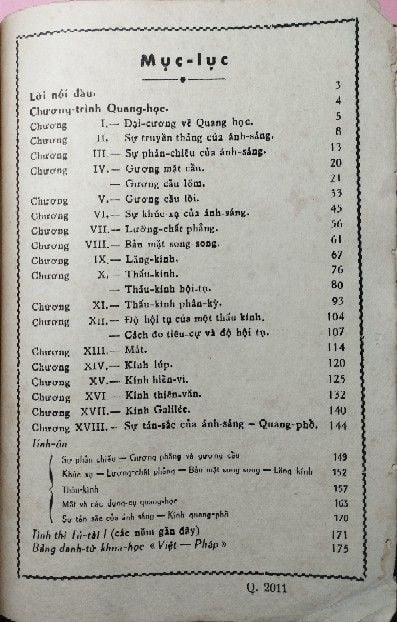 Mục-lục
Lời nói đầu. 3
Chương-trình Quang-học. 4
Chương I.— Đại-cương về Quang học. 5
Chương II.— Sự truyền thẳng của ánh-sáng. 8
Chương III.— Sự phản-chiếu của ánh-sáng. 13
Chương IV.— Gương mặt cầu. 20
— Gương cầu lõm. 21
Chương V.— Gương cầu lồi. 33
Chương VI.— Sự khúc-xạ của ánh-sáng. 45
Chương VII.— Lưỡng-chất phẳng. 56
Chương VIII.— Bản mặt song-song. 61
Chương IX.— Lăng-kính. 67
Chương X.— Thấu-kính. 76
— Thấu-kính hội-tụ. 80
Chương XI.— Thấu-kính phân-kỳ. 93
Chương XII.— Độ hội tụ của một thấu kính. 104
— Cách đo tiêu-cự và độ hội tụ. 107
Chương XIII.— Mắt. 114
Chương XIV.— Kính lúp. 120
Chương XV.— Kính hiển-vi. 125
Chương XVI — Kính thiên-văn. 132
Chương XVII.— Kính Galilée. 140
Chương XVIII.— Sự tán-sắc của ánh-sáng — Quang-phổ. 144
Tính-ôn
Sự phản chiếu — Gương phẳng và gương cầu 149
Khúc xạ — Lưỡng-chất phẳng — Bản mặt song song — Lăng kính 152
Thấu-kính 157
Mắt và các dụng-cụ quang-học 163
Sự tán sắc của ánh sáng — Kính quang-phổ 170
Tính thi Tú-tài I (các năm gần đây) 171
Bảng danh-từ khoa-học « Việt — Pháp » 175
Q. 2011